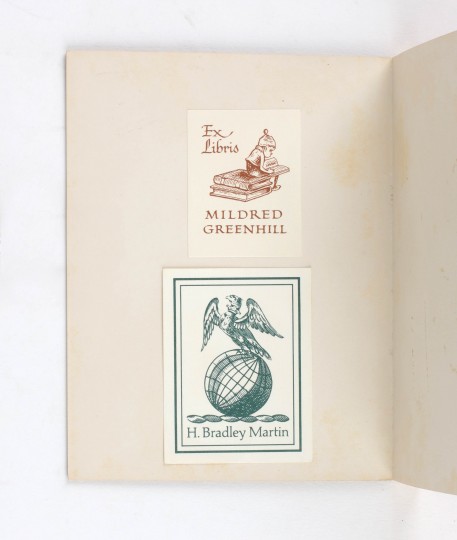 Ex
Libris
MILDRED
GREENHILL
H. Bradley Martin